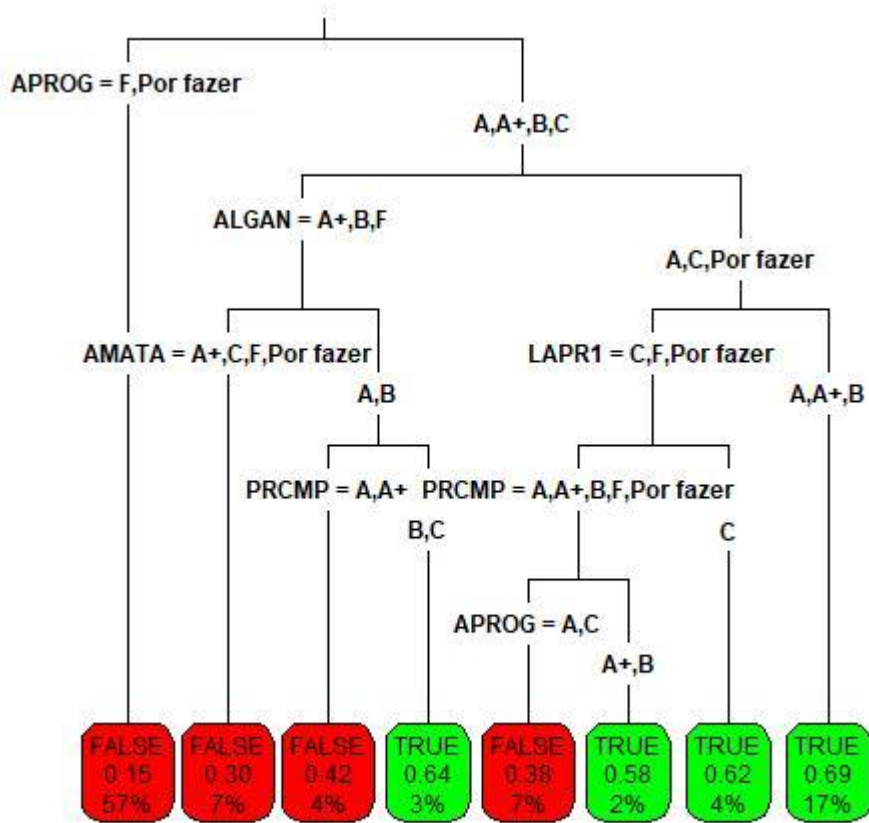 APROG = F,Por fazer
A,A+,B,C
ALGAN = A+,B,F
A,C,Por fazer
AMATA = A+,C,F,Por fazer
LAPR1 = C,F,Por fazer
A,B
A,A+,B
PRCMP = A,A+
PRCMP = A,A+,B,F,Por fazer
B,C
C
APROG = A,C
A+,B
FALSE
0.15
57%
FALSE
0.30
7%
FALSE
0.42
4%
TRUE
0.64
3%
FALSE
0.38
7%
TRUE
0.58
2%
TRUE
0.62
4%
TRUE
0.69
17%